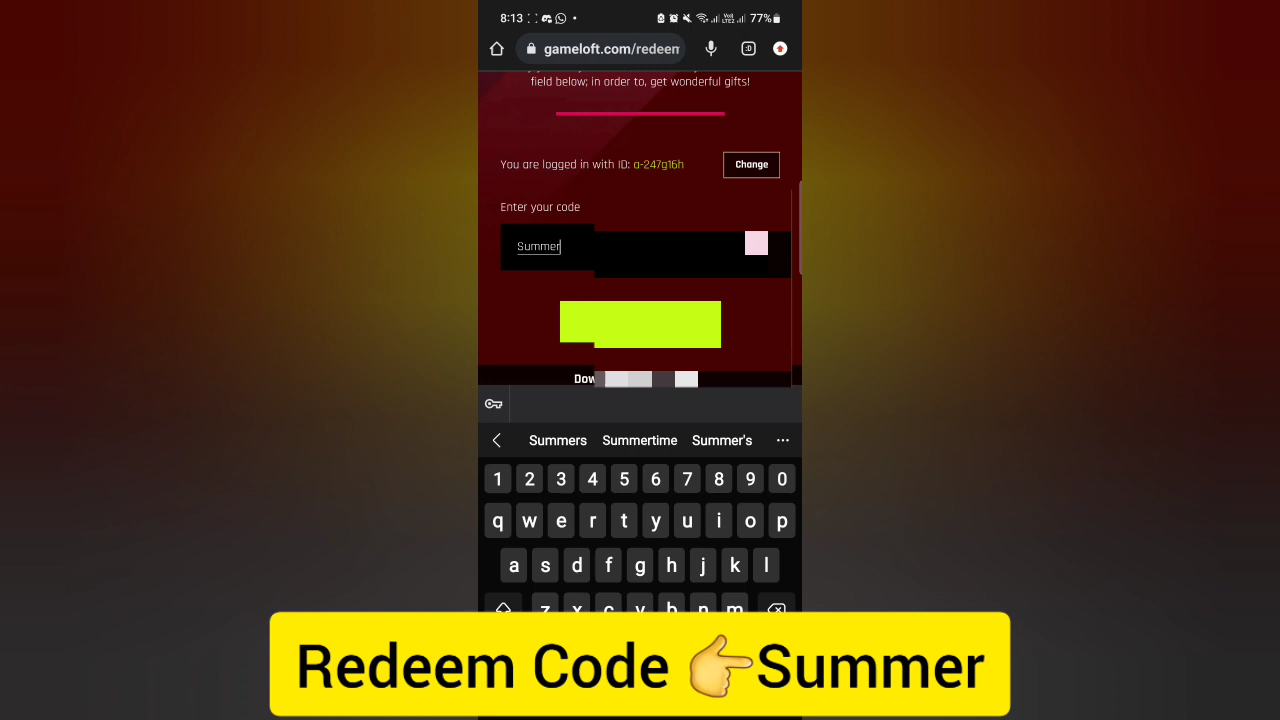 8:13
77%
gameloft.com/redeem
:D
field below; in order to, get wonderful gifts!
You are logged in with ID: a-247g16h
Change
Enter your code
Summer
Summers Summertime Summer's ...
1 2 3 4 5 6 7 8 9 0
q w e r t y u i o p
a s d f g h j k l
z x c v b n m
Redeem Code 👉Summer